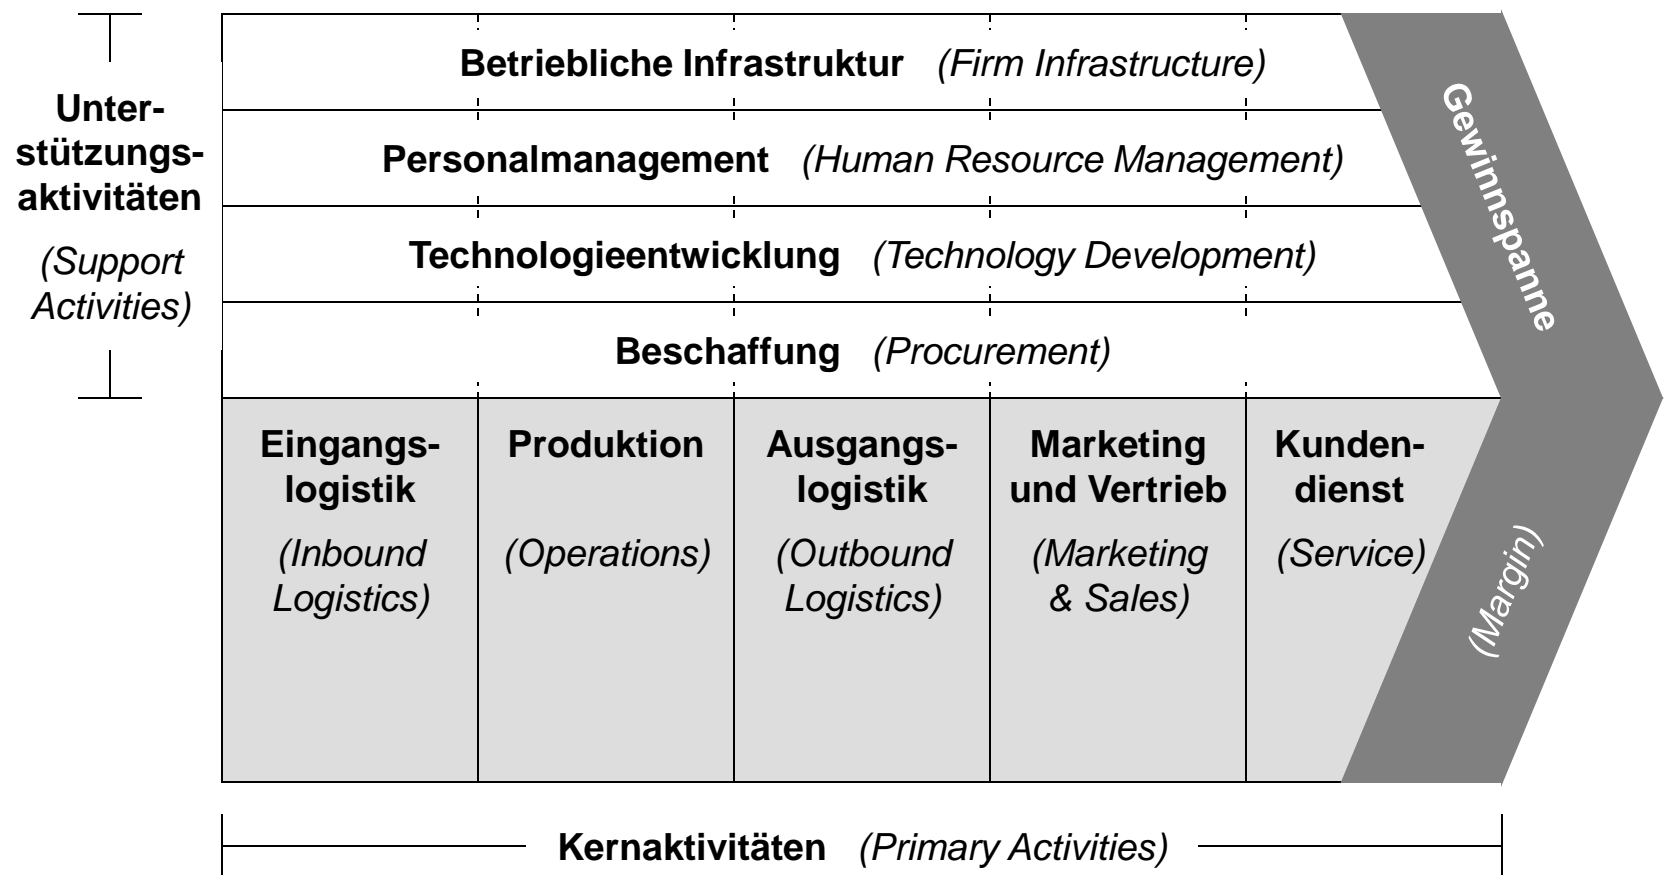 Betriebliche Infrastruktur (Firm Infrastructure)
Personalmanagement (Human Resource Management)
Technologieentwicklung (Technology Development)
Beschaffung (Procurement)
Unter-
stützungs-
aktivitäten
(Support
Activities)
Gewinnspanne
(Margin)
Eingangs-
logistik
(Inbound
Logistics)
Produktion
(Operations)
Ausgangs-
logistik
(Outbound
Logistics)
Marketing
und Vertrieb
(Marketing
& Sales)
Kunden-
dienst
(Service)
Kernaktivitäten (Primary Activities)